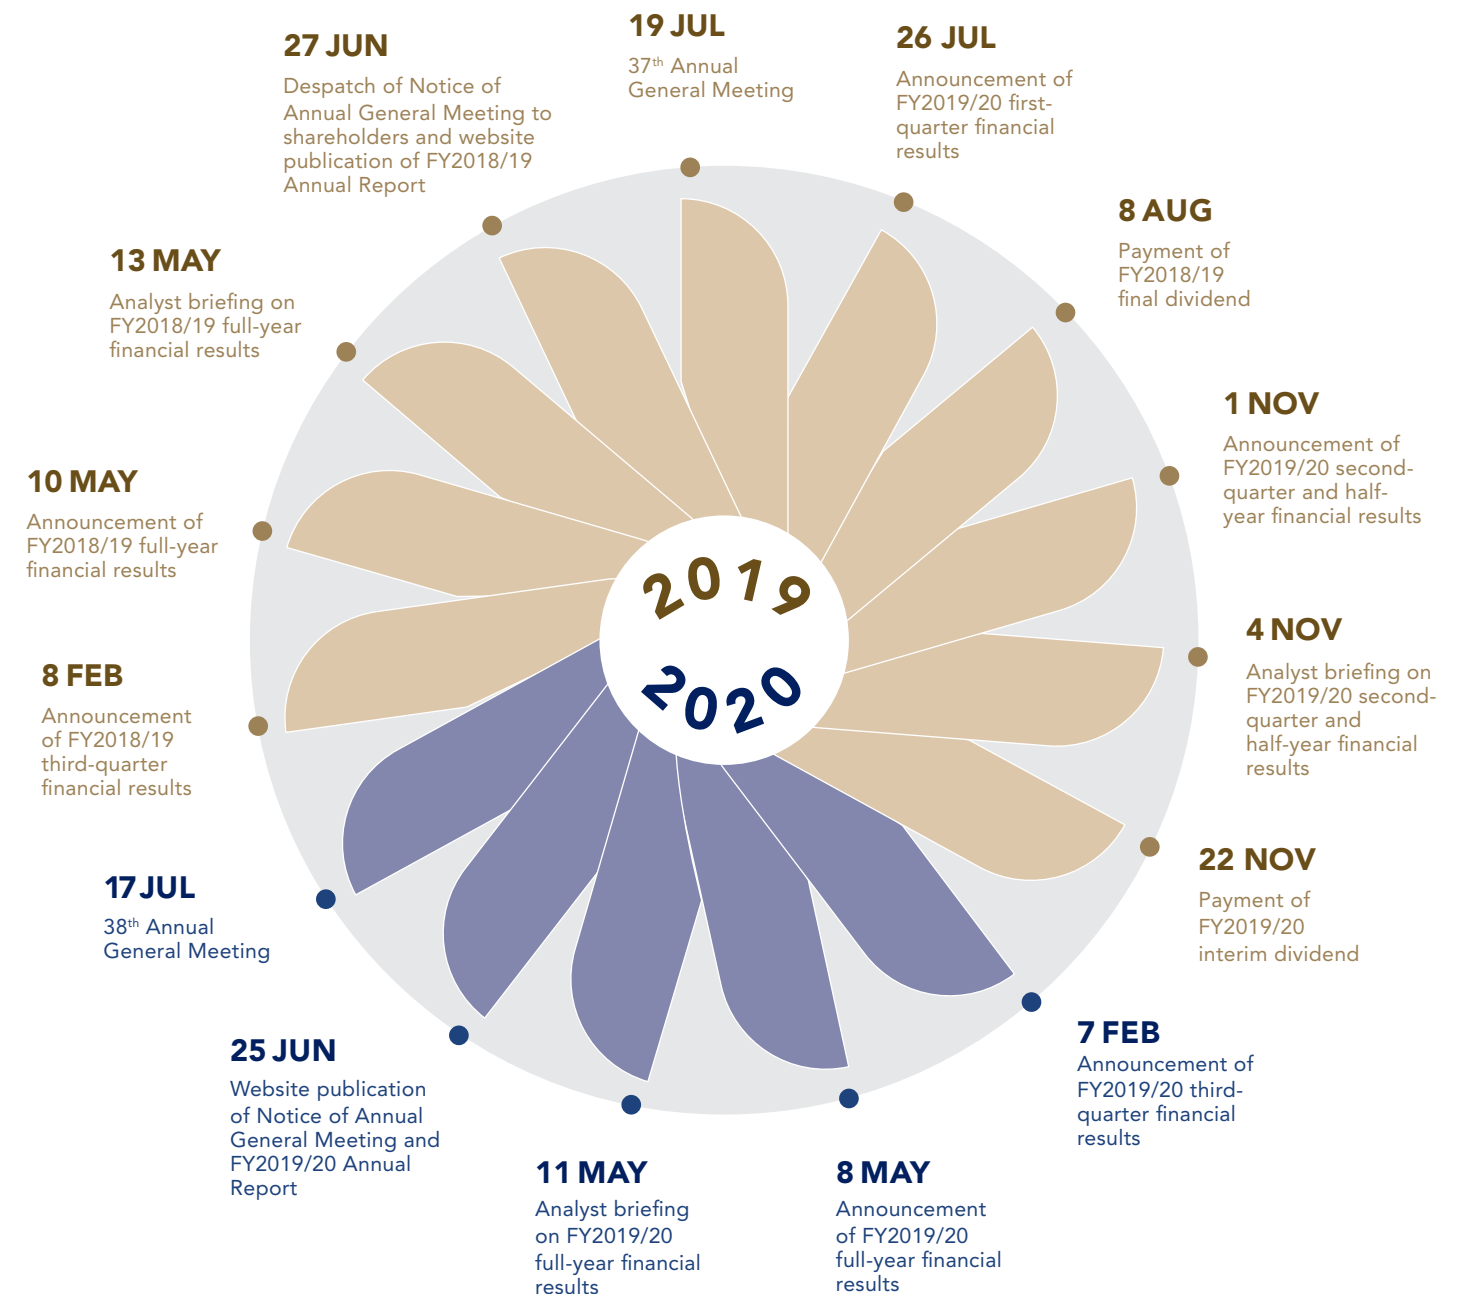 19 JUL
37th Annual
General Meeting
26 JUL
Announcement of
FY2019/20 first-
quarter financial
results
8 AUG
Payment of
FY2018/19
final dividend
1 NOV
Announcement of
FY2019/20 second-
quarter and half-
year financial results
4 NOV
Analyst briefing on
FY2019/20 second-
quarter and
half-year financial
results
22 NOV
Payment of
FY2019/20
interim dividend
7 FEB
Announcement of
FY2019/20 third-
quarter financial
results
8 MAY
Announcement
of FY2019/20
full-year financial
results
11 MAY
Analyst briefing
on FY2019/20
full-year financial
results
25 JUN
Website publication
of Notice of Annual
General Meeting and
FY2019/20 Annual
Report
17 JUL
38th Annual
General Meeting
8 FEB
Announcement
of FY2018/19
third-quarter
financial results
10 MAY
Announcement of
FY2018/19 full-year
financial results
13 MAY
Analyst briefing on
FY2018/19 full-year
financial results
27 JUN
Despatch of Notice of
Annual General Meeting to
shareholders and website
publication of FY2018/19
Annual Report
2019
2020